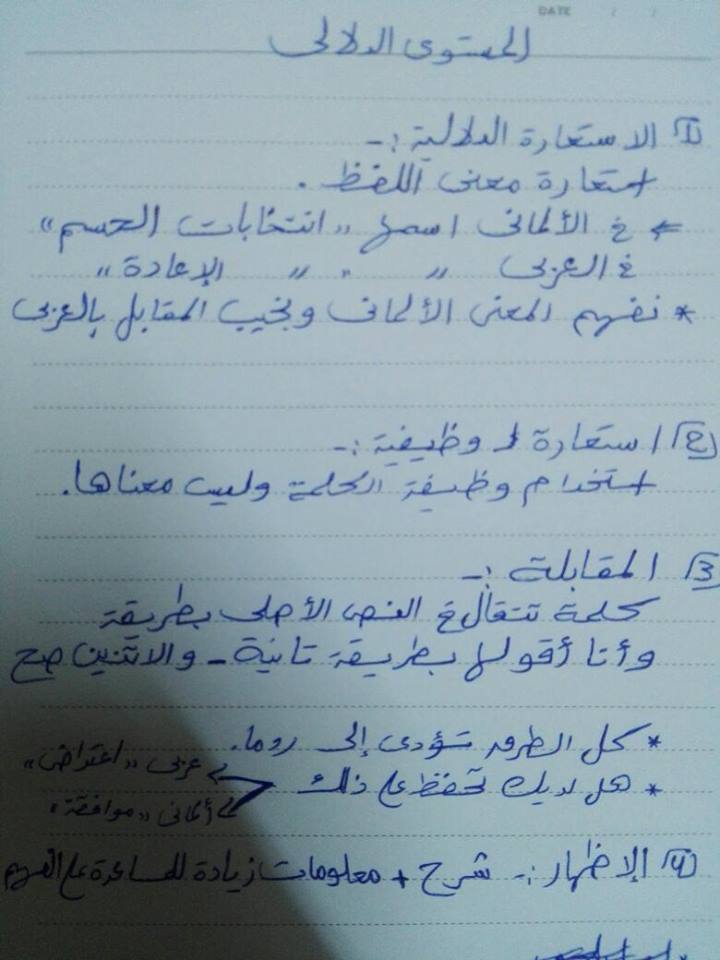 DATE / /
المستوى الدلالى
1 الاستعارة الدلالية :-
استعارة معنى اللفظ .
← فى الألمانى اسمها "انتخابات الحسم"
فى العربى " " " الإعادة"
* نفهم المعنى الألمانى ونجيب المقابل بالعربى
2 استعارة وظيفية :-
استخدام وظيفة الكلمة وليس معناها.
3 المقابلة :-
كلمة تتقال فى النص الأصلى بطريقة
وأنا أقولها بطريقة تانية - والاتنين صح
* كل الطرق تؤدى إلى روما.
* هل لديك تحفظ على ذلك
عربى "اعتراض"
ألمانى "موافقة"
4 الإظهار :- شرح + معلومات زيادة للمساعدة على الفهم